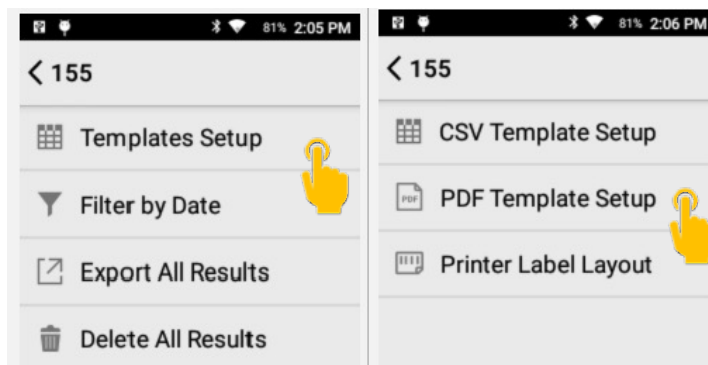 81% 2:05 PM
< 155
Templates Setup
Filter by Date
Export All Results
Delete All Results
81% 2:06 PM
< 155
CSV Template Setup
PDF
PDF Template Setup
Printer Label Layout